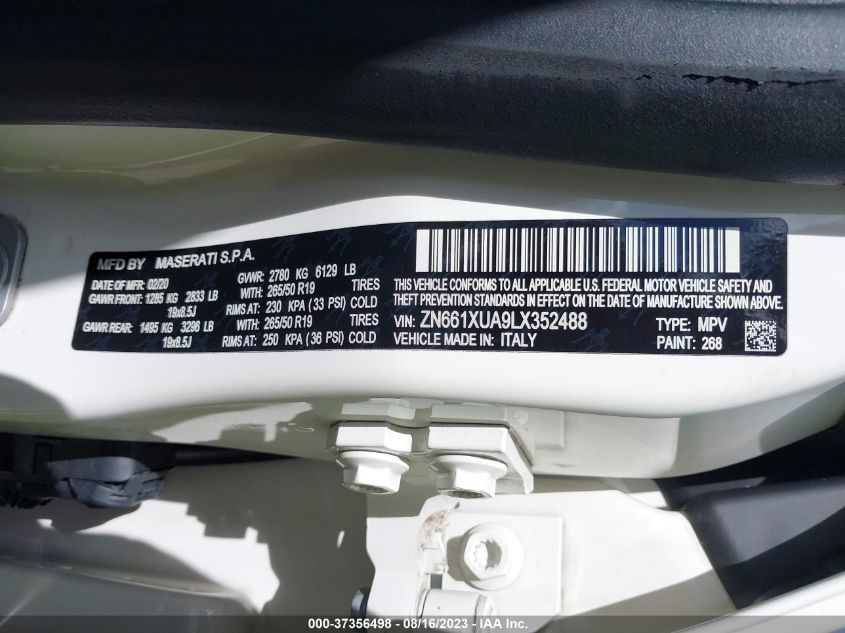 MFD BY MASERATI S.P.A.
DATE OF MFR: 02/20 GVWR: 2780 KG 6129 LB
GAWR FRONT: 1285 KG 2833 LB WITH: 265/50 R19 TIRES
19x8.5J RIMS AT: 230 KPA (33 PSI) COLD
GAWR REAR: 1495 KG 3296 LB WITH: 265/50 R19 TIRES
19x8.5J RIMS AT: 250 KPA (36 PSI) COLD
THIS VEHICLE CONFORMS TO ALL APPLICABLE U.S. FEDERAL MOTOR VEHICLE SAFETY AND
THEFT PREVENTION STANDARDS IN EFFECT ON THE DATE OF MANUFACTURE SHOWN ABOVE.
VIN: ZN661XUA9LX352488 TYPE: MPV
VEHICLE MADE IN: ITALY PAINT: 268
000-37356498 - 08/16/2023 - IAA Inc.